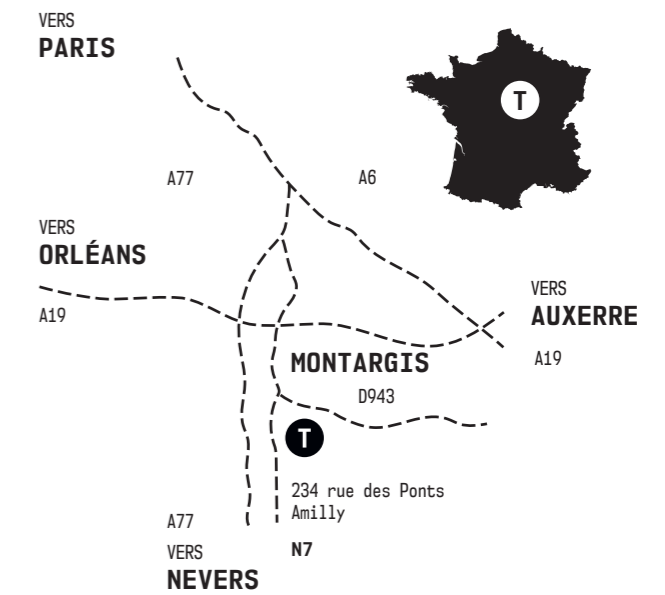 VERS
PARIS
T
A77
A6
VERS
ORLÉANS
A19
VERS
AUXERRE
A19
MONTARGIS
D943
T
234 rue des Ponts
Amilly
A77
VERS
NEVERS
N7